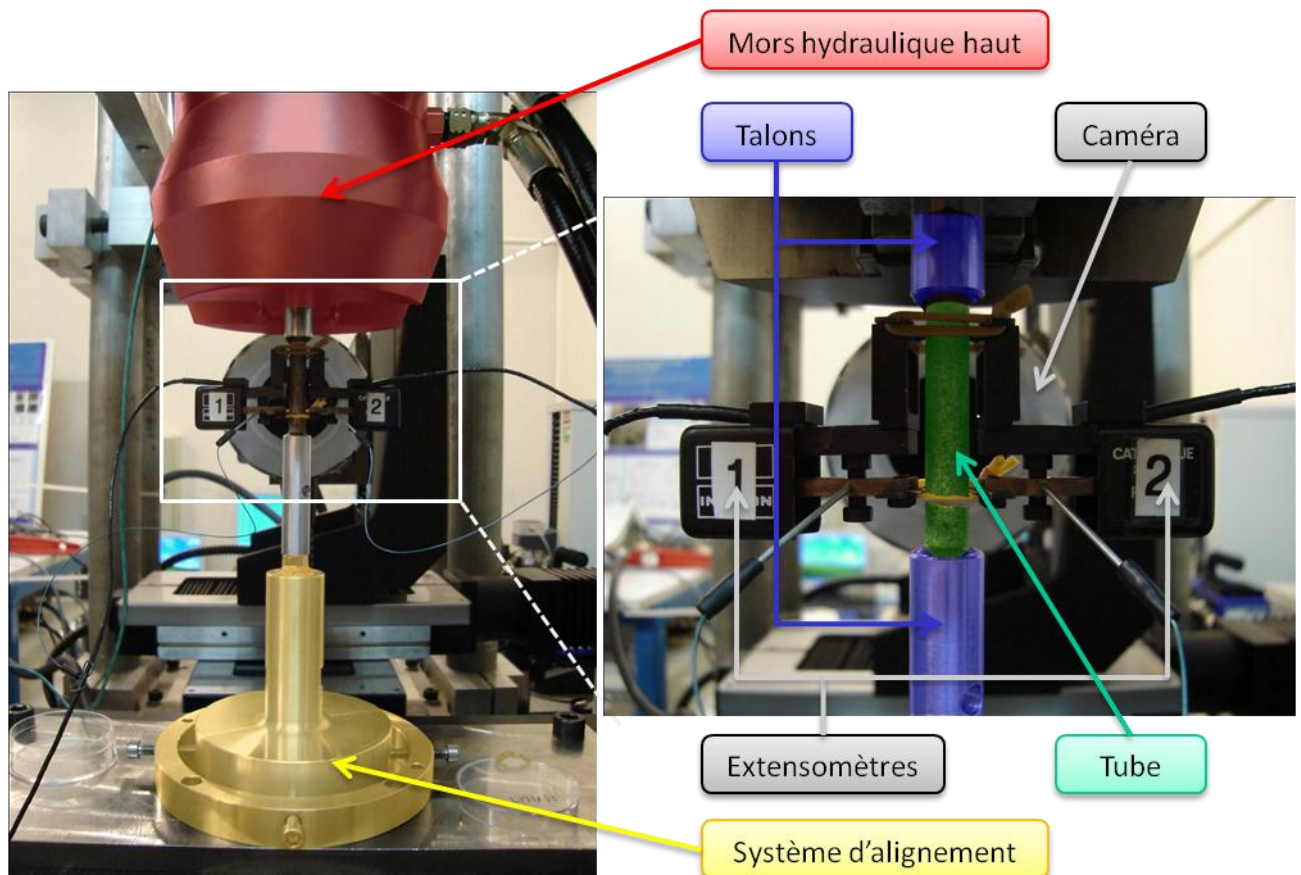 Mors hydraulique haut
Talons
Caméra
1
2
1
2
Extensomètres
Tube
Système d'alignement